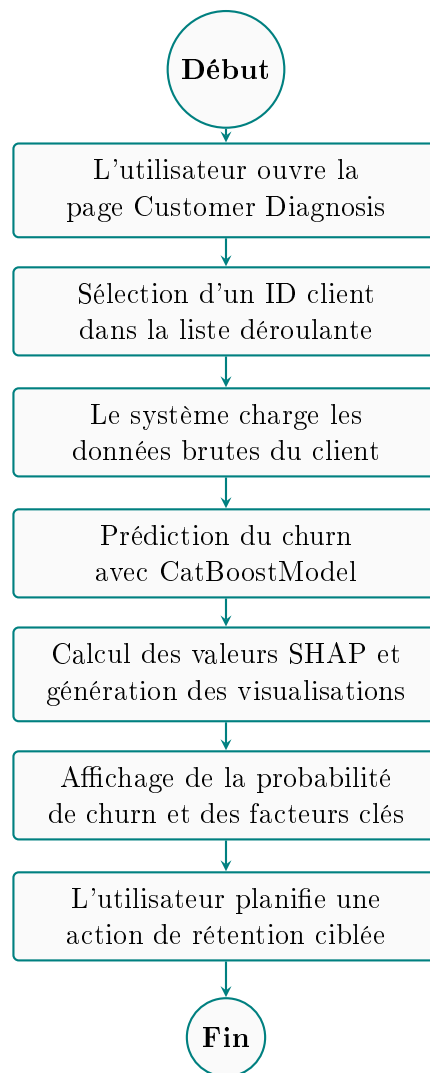 Début
L'utilisateur ouvre la
page Customer Diagnosis
Sélection d'un ID client
dans la liste déroulante
Le système charge les
données brutes du client
Prédiction du churn
avec CatBoostModel
Calcul des valeurs SHAP et
génération des visualisations
Affichage de la probabilité
de churn et des facteurs clés
L'utilisateur planifie une
action de rétention ciblée
Fin